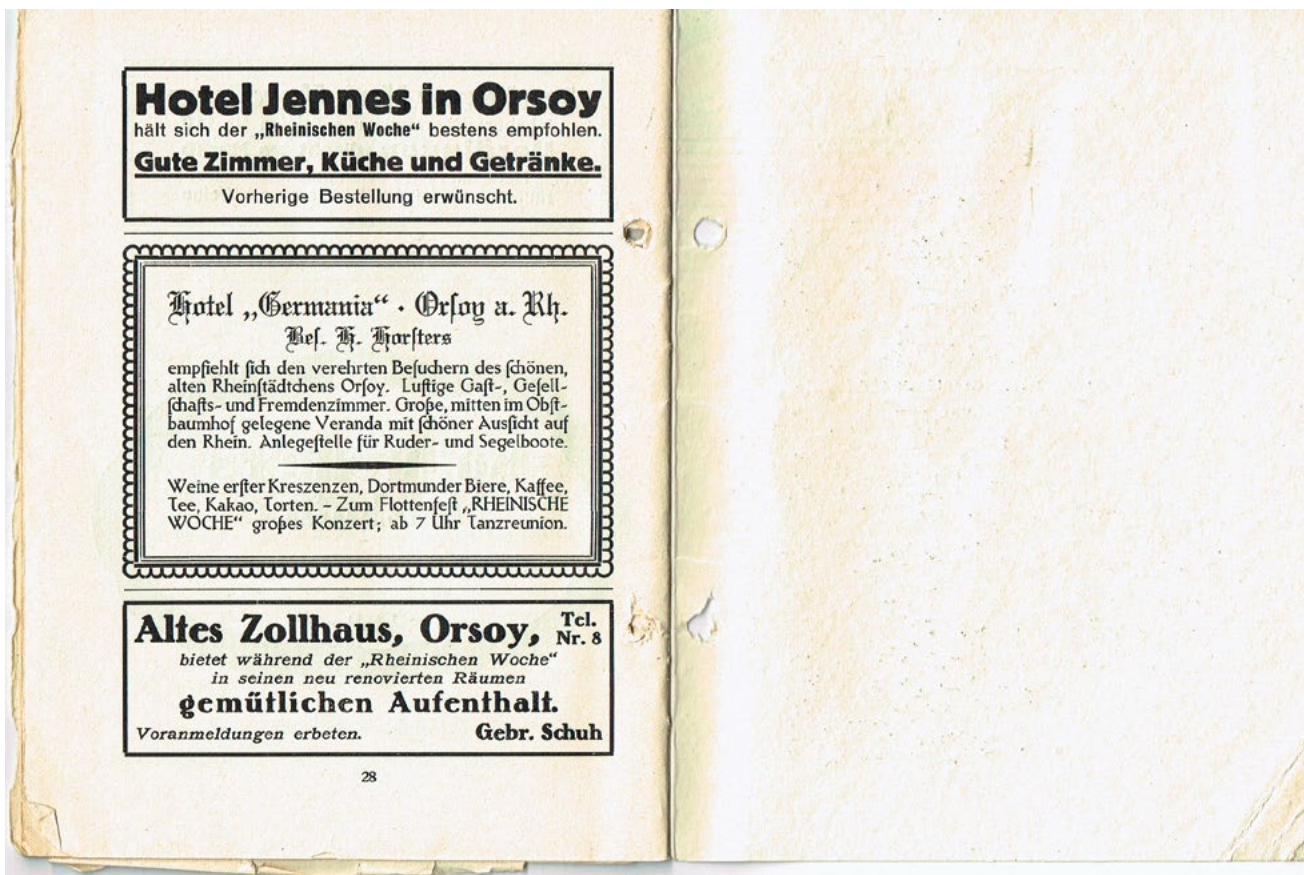 Hotel Jennes in Orsoy
hält sich der „Rheinischen Woche“ bestens empfohlen.
Gute Zimmer, Küche und Getränke.
Vorherige Bestellung erwünscht.
Hotel „Germania“ · Orſoy a. Rh.
Beſ. H. Horſters
empfiehlt ſich den verehrten Beſuchern des ſchönen,
alten Rheinſtädtchens Orſoy. Luftige Gaſt-, Geſell-
ſchafts- und Fremdenzimmer. Große, mitten im Obſt-
baumhof gelegene Veranda mit ſchöner Ausſicht auf
den Rhein. Anlegeſtelle für Ruder- und Segelboote.
Weine erſter Kreszenzen, Dortmunder Biere, Kaffee,
Tee, Kakao, Torten. – Zum Flottenfeſt „RHEINISCHE
WOCHE“ großes Konzert; ab 7 Uhr Tanzreunion.
Altes Zollhaus, Orsoy, Tel. Nr. 8
bietet während der „Rheinischen Woche“
in seinen neu renovierten Räumen
gemütlichen Aufenthalt.
Voranmeldungen erbeten. Gebr. Schuh
28